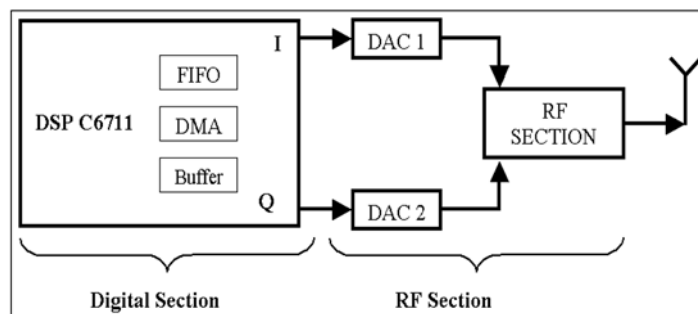 I
DAC 1
FIFO
DSP C6711
DMA
RF
SECTION
Buffer
Q
DAC 2
Digital Section
RF Section